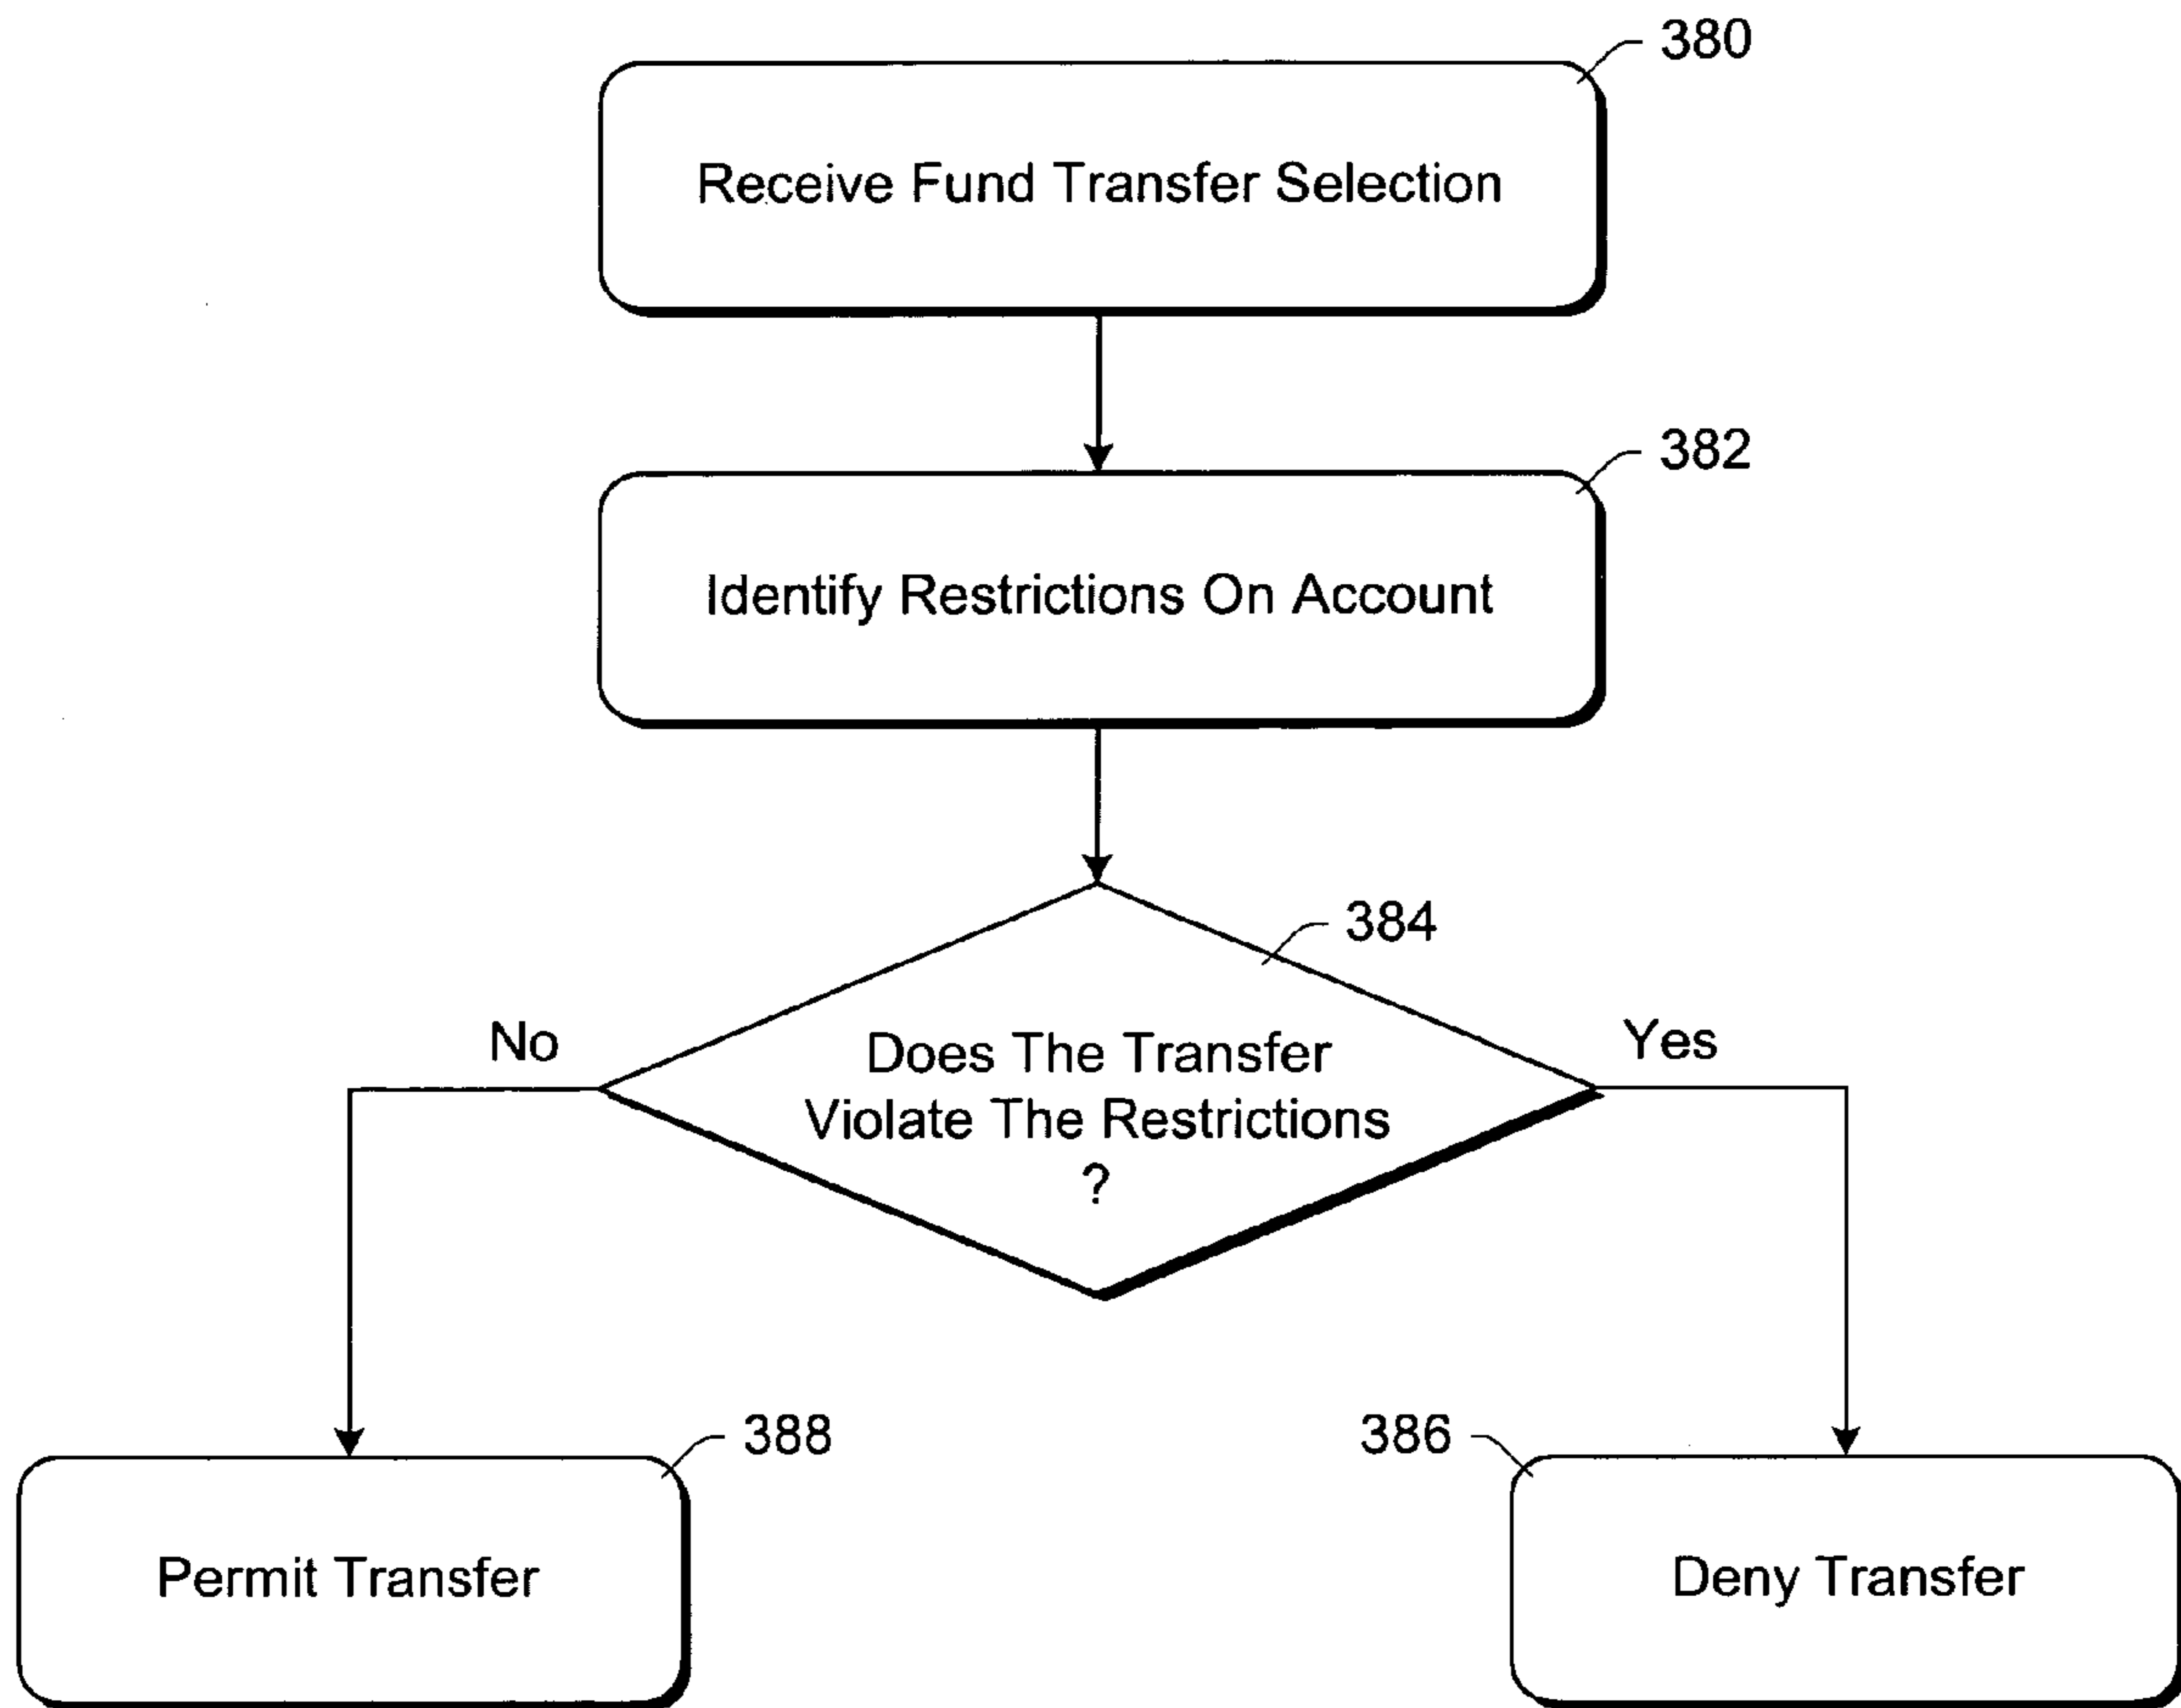 380
Receive Fund Transfer Selection
382
Identify Restrictions On Account
384
No
Yes
Does The Transfer
Violate The Restrictions
?
388
386
Permit Transfer
Deny Transfer